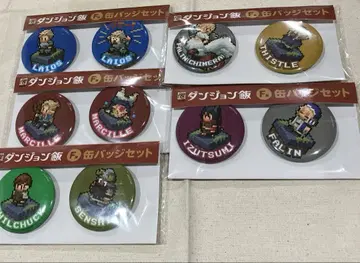 ダンジョン飯 缶バッジセット
LAIOS
LAIOS
ダンジョン飯 缶バッジセット
FALIN(CHIMERA)
THISTLE
ダンジョン飯 缶バッジセット
MARCILLE
MARCILLE
ダンジョン飯 缶バッジセット
IZUTSUMI
FALIN
ダンジョン飯 缶バッジセット
CHILCHUCK
SENSHI